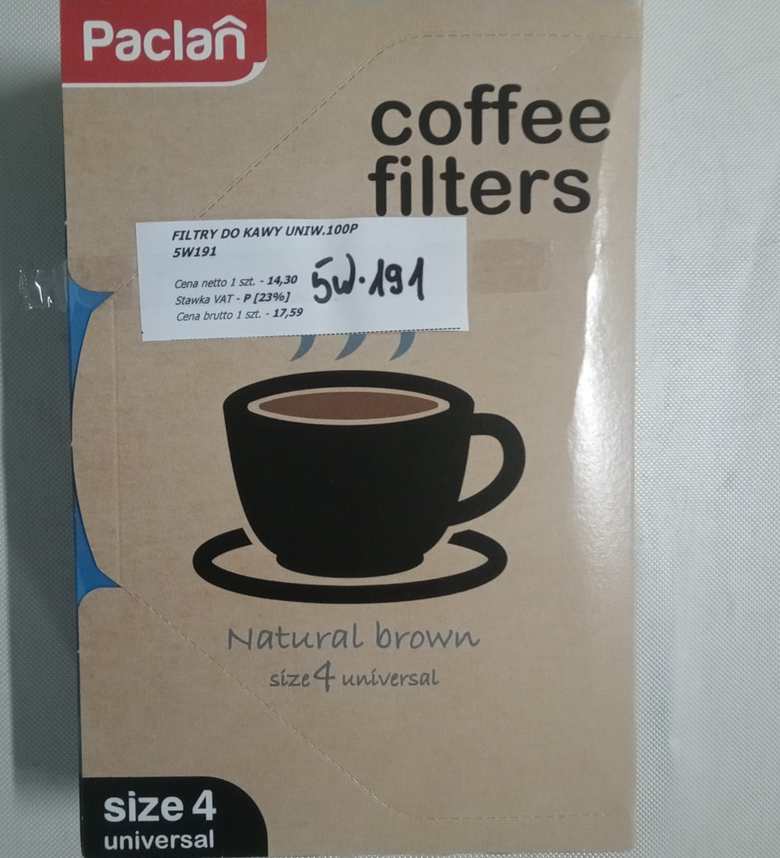 Paclan
coffee
filters
FILTRY DO KAWY UNIW.100P
5W191
Cena netto 1 szt. - 14,30
Stawka VAT - P [23%]
Cena brutto 1 szt. - 17,59
5W·191
Natural brown
size 4 universal
size 4
universal